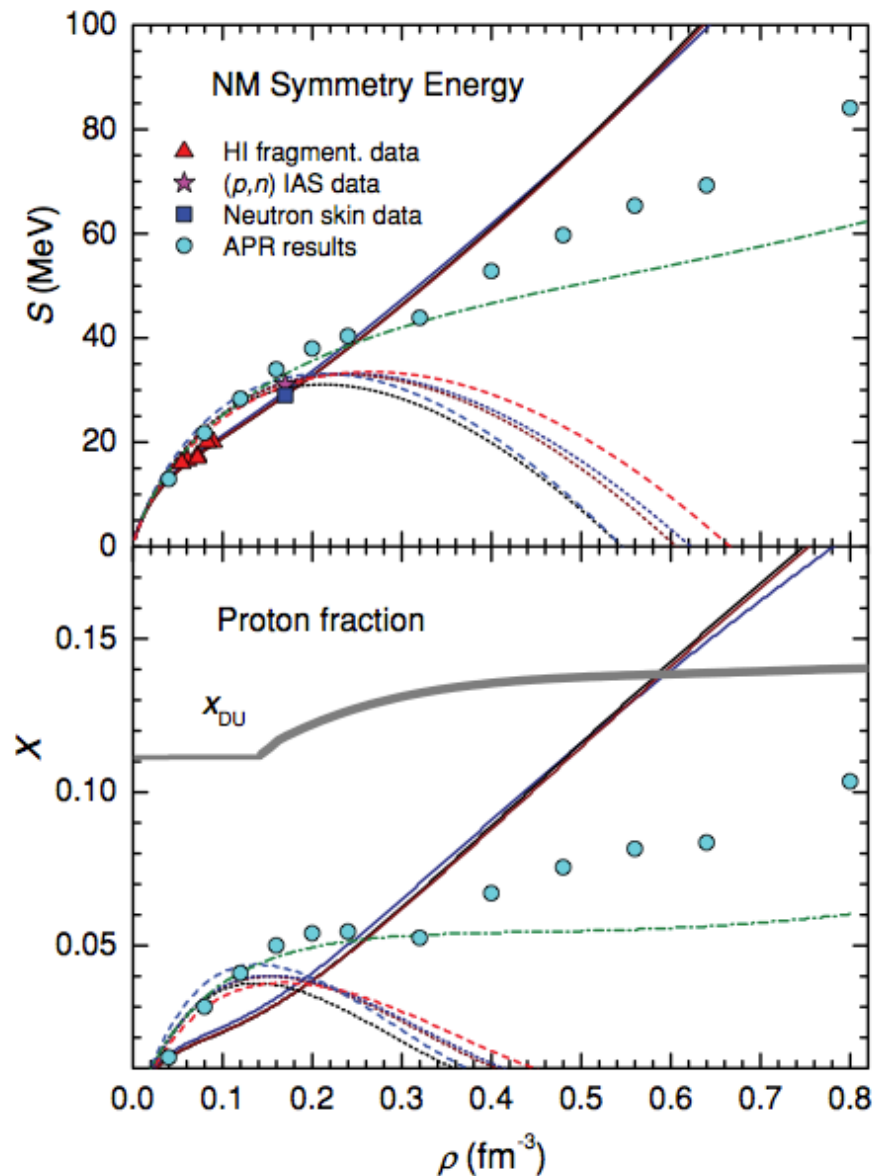 100
NM Symmetry Energy
HI fragment. data
80
(p,n) IAS data
Neutron skin data
APR results
60
S (MeV)
40
20
0
Proton fraction
0.15
x_DU
X
0.10
0.05
0.0 0.1 0.2 0.3 0.4 0.5 0.6 0.7 0.8
ρ (fm⁻³)